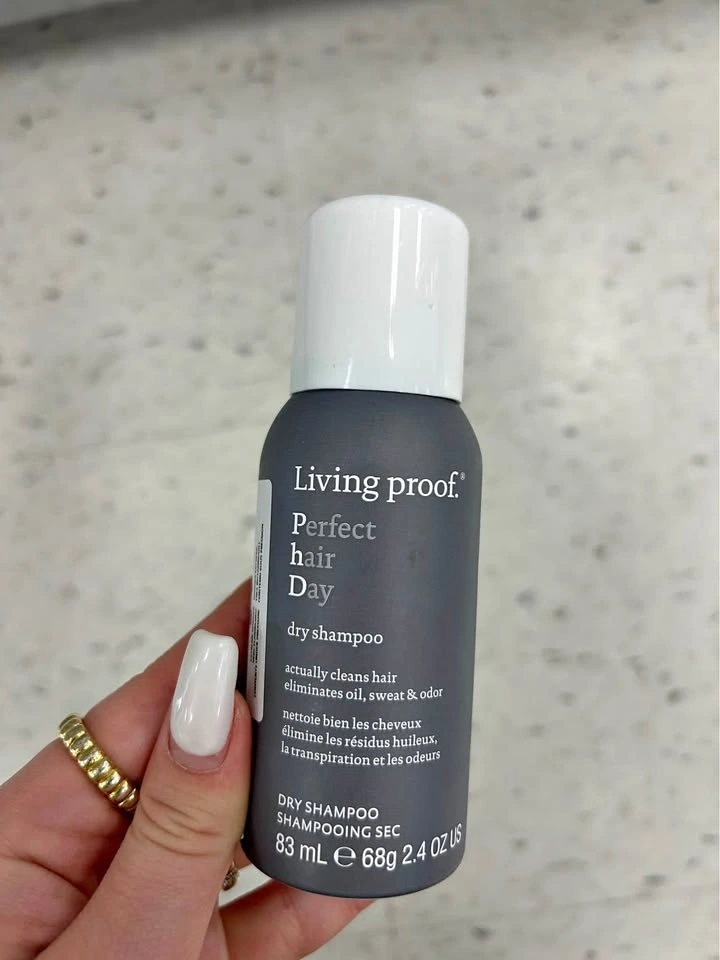 Living proof.®
Perfect
hair
Day
dry shampoo
actually cleans hair
eliminates oil, sweat & odor
nettoie bien les cheveux
élimine les résidus huileux,
la transpiration et les odeurs
DRY SHAMPOO
SHAMPOOING SEC
83 mL ℮ 68g 2.4 OZ US